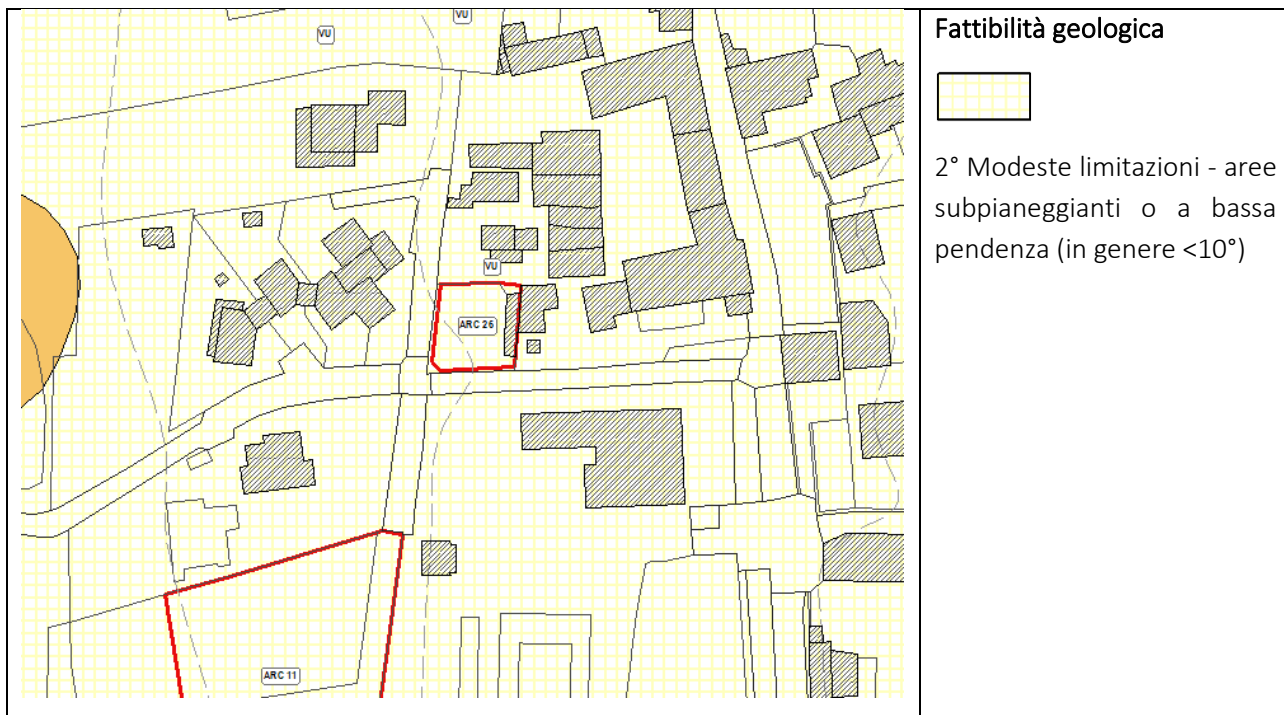 VU
VU
VU
ARC 26
ARC 11
Fattibilità geologica
2° Modeste limitazioni - aree
subpianeggianti o a bassa
pendenza (in genere <10°)